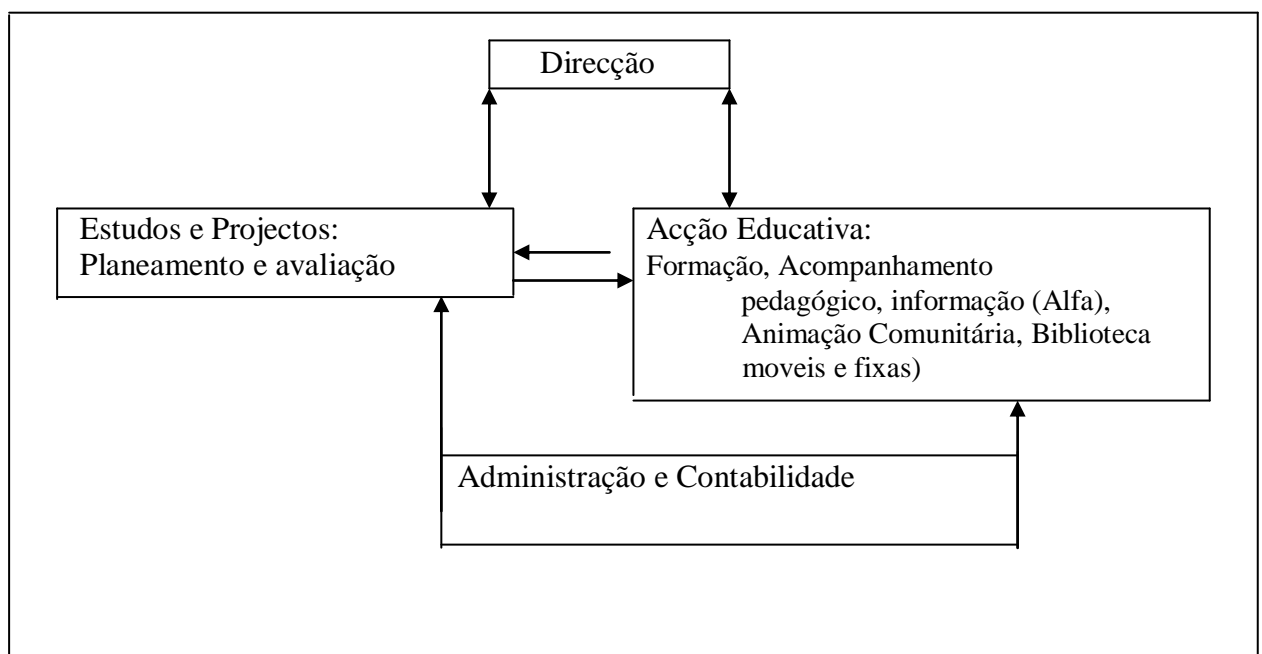 Direcção
Estudos e Projectos:
Planeamento e avaliação
Acção Educativa:
Formação, Acompanhamento
pedagógico, informação (Alfa),
Animação Comunitária, Biblioteca
moveis e fixas)
Administração e Contabilidade